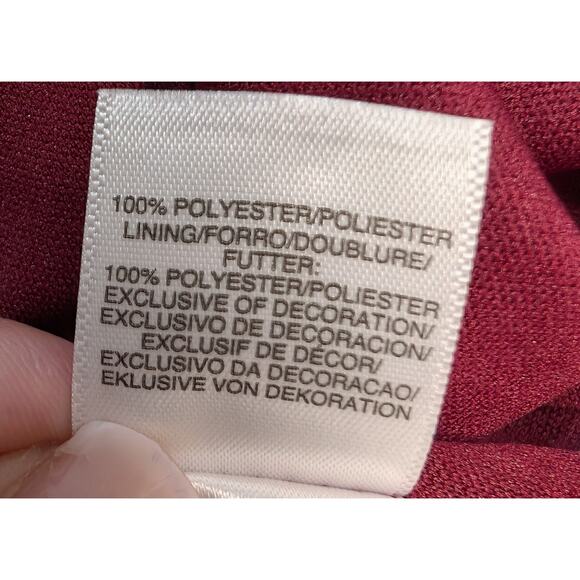 100% POLYESTER/POLIESTER
LINING/FORRO/DOUBLURE/
FUTTER:
100% POLYESTER/POLIESTER
EXCLUSIVE OF DECORATION/
EXCLUSIVO DE DECORACION/
EXCLUSIF DE DÉCOR/
EXCLUSIVO DA DECORACAO/
EKLUSIVE VON DEKORATION